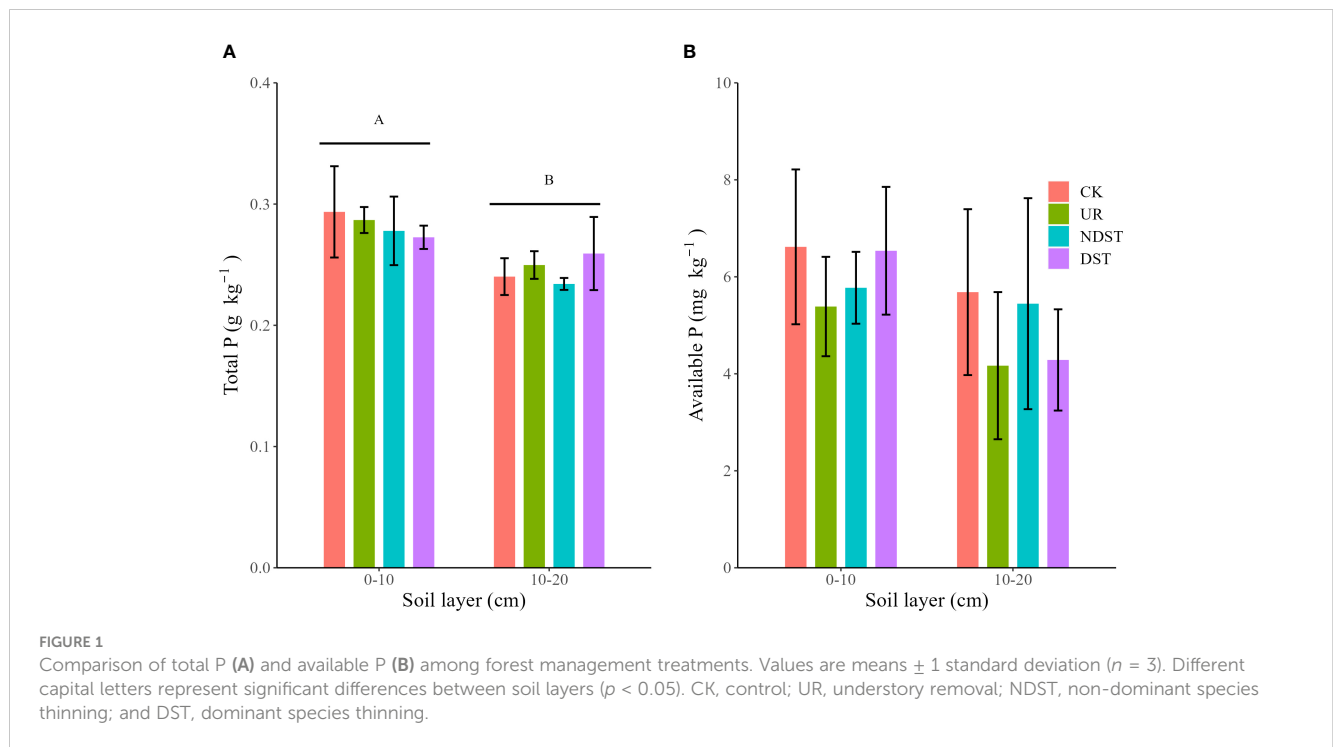 A
B
0.4
0.3
0.2
0.1
0.0
Total P (g kg⁻¹)
A
B
0-10
10-20
Soil layer (cm)
10
8
6
4
2
0
Available P (mg kg⁻¹)
CK
UR
NDST
DST
0-10
10-20
Soil layer (cm)
FIGURE 1
Comparison of total P (A) and available P (B) among forest management treatments. Values are means ± 1 standard deviation (n = 3). Different
capital letters represent significant differences between soil layers (p < 0.05). CK, control; UR, understory removal; NDST, non-dominant species
thinning; and DST, dominant species thinning.